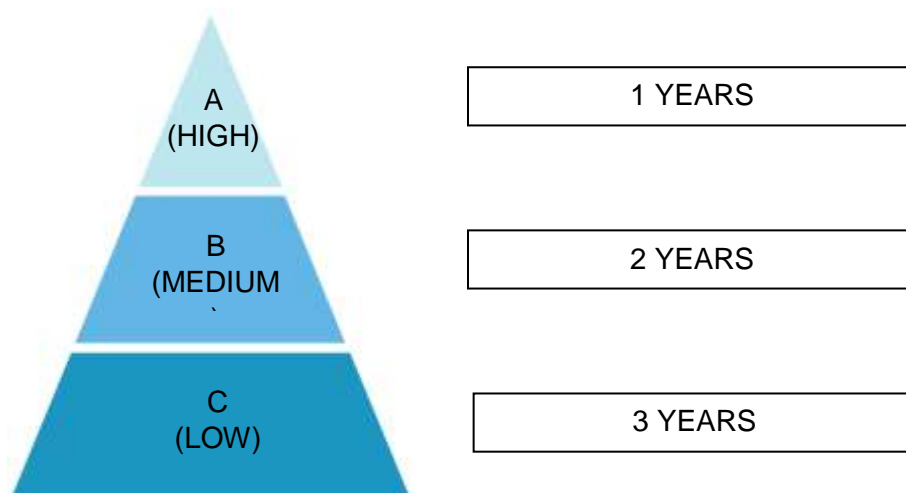 A
(HIGH)
1 YEARS
B
(MEDIUM
2 YEARS
C
(LOW)
3 YEARS